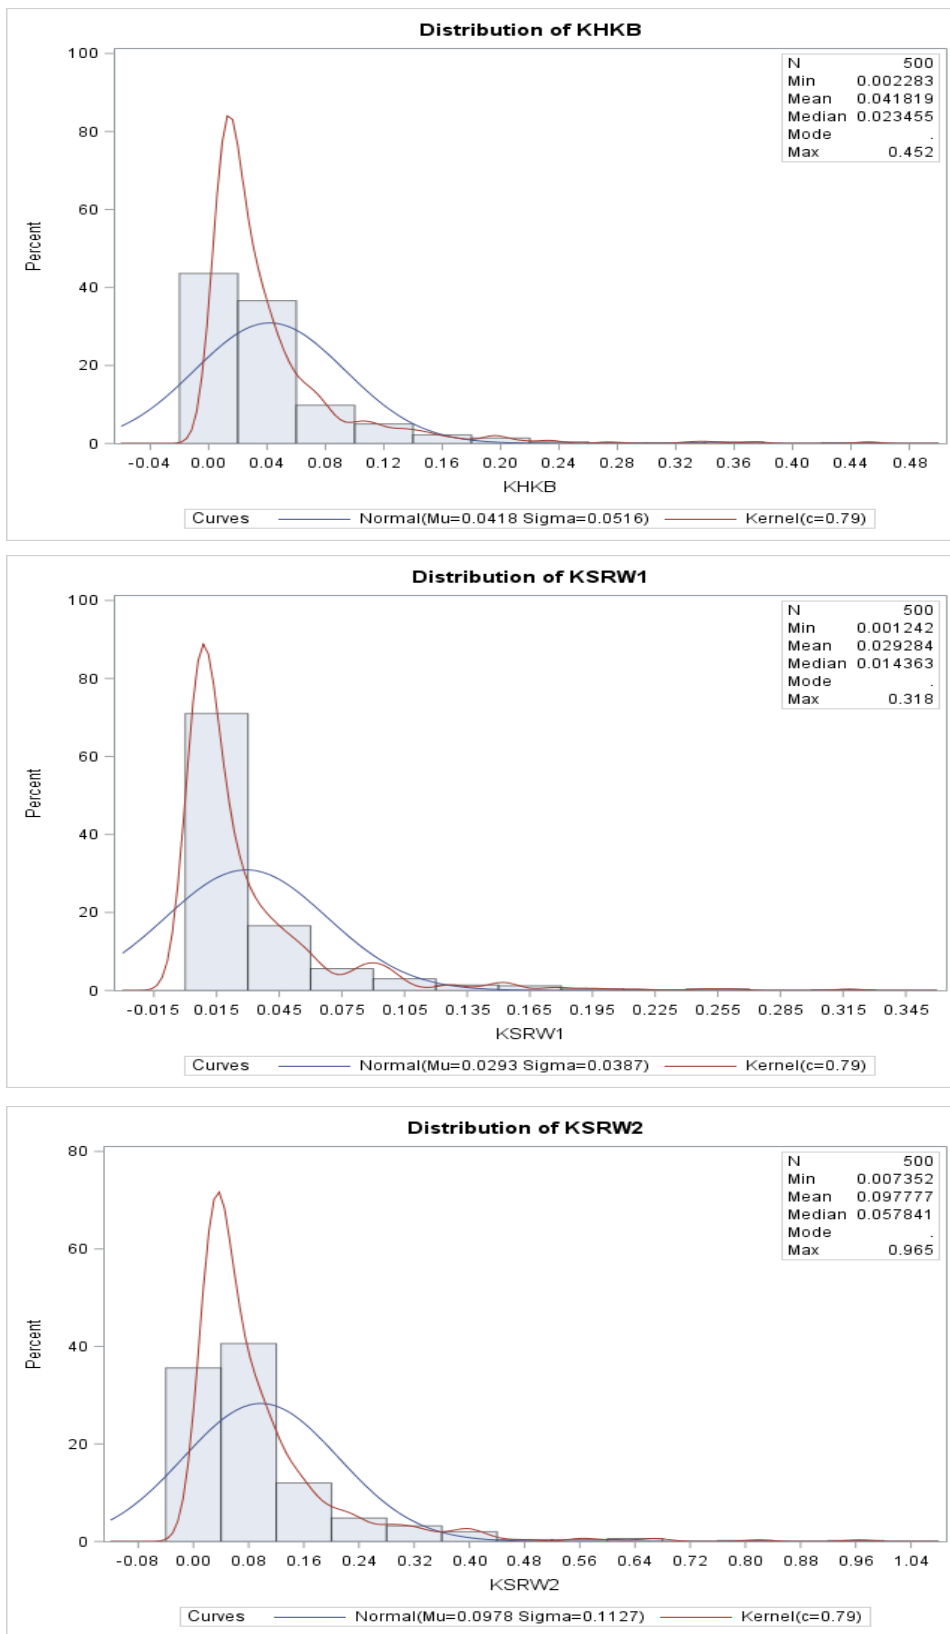 Distribution of KHKB
100
80
60
40
20
0
Percent
N 500
Min 0.002283
Mean 0.041819
Median 0.023455
Mode .
Max 0.452
-0.04 0.00 0.04 0.08 0.12 0.16 0.20 0.24 0.28 0.32 0.36 0.40 0.44 0.48
KHKB
Curves Normal(Mu=0.0418 Sigma=0.0516) Kernel(c=0.79)
Distribution of KSRW1
100
80
60
40
20
0
Percent
N 500
Min 0.001242
Mean 0.029284
Median 0.014363
Mode .
Max 0.318
-0.015 0.015 0.045 0.075 0.105 0.135 0.165 0.195 0.225 0.255 0.285 0.315 0.345
KSRW1
Curves Normal(Mu=0.0293 Sigma=0.0387) Kernel(c=0.79)
Distribution of KSRW2
80
60
40
20
0
Percent
N 500
Min 0.007352
Mean 0.097777
Median 0.057841
Mode .
Max 0.965
-0.08 0.00 0.08 0.16 0.24 0.32 0.40 0.48 0.56 0.64 0.72 0.80 0.88 0.96 1.04
KSRW2
Curves Normal(Mu=0.0978 Sigma=0.1127) Kernel(c=0.79)